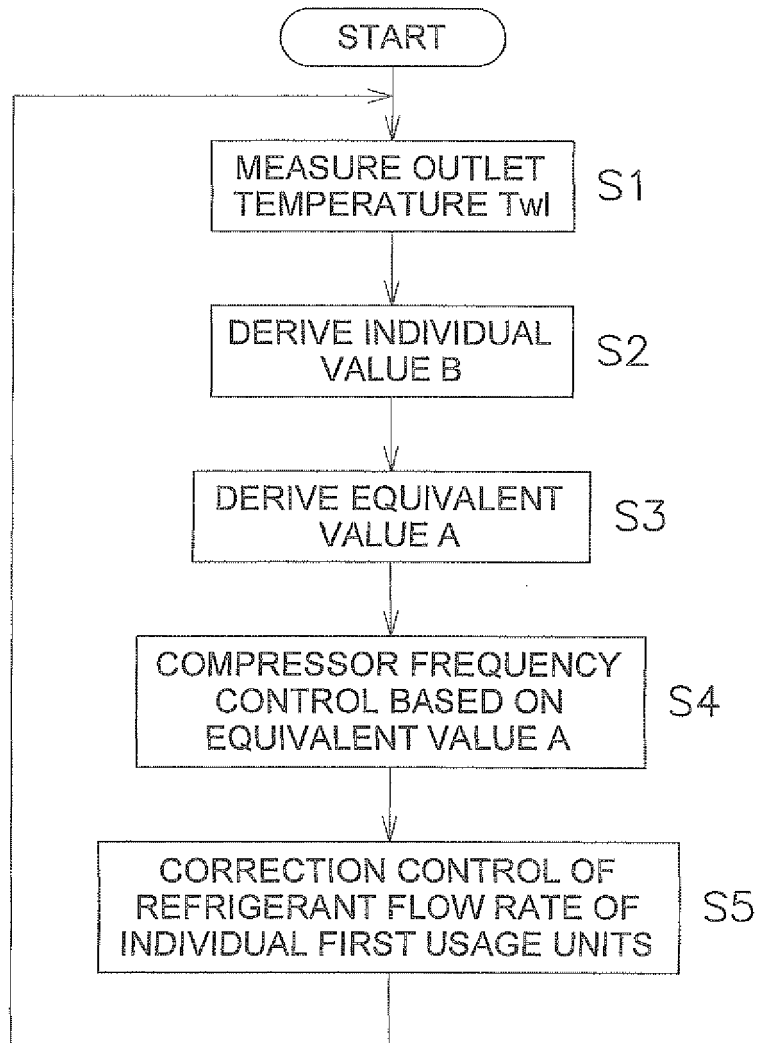 START
MEASURE OUTLET
TEMPERATURE Twl
S1
DERIVE INDIVIDUAL
VALUE B
S2
DERIVE EQUIVALENT
VALUE A
S3
COMPRESSOR FREQUENCY
CONTROL BASED ON
EQUIVALENT VALUE A
S4
CORRECTION CONTROL OF
REFRIGERANT FLOW RATE OF
INDIVIDUAL FIRST USAGE UNITS
S5